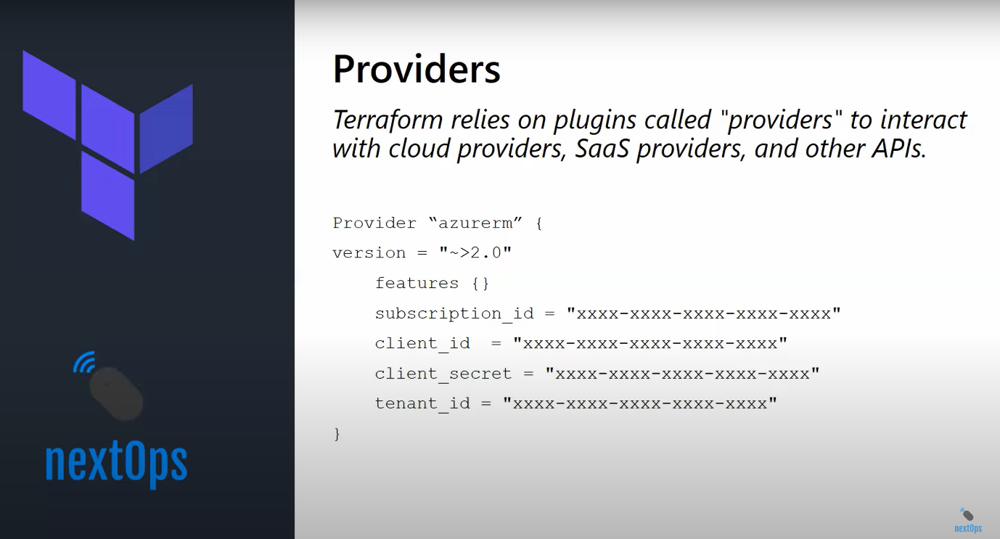 Providers
Terraform relies on plugins called "providers" to interact
with cloud providers, SaaS providers, and other APIs.
Provider “azurerm” {
version = "~>2.0"
features {}
subscription_id = "xxxx-xxxx-xxxx-xxxx-xxxx"
client_id  = "xxxx-xxxx-xxxx-xxxx-xxxx"
client_secret = "xxxx-xxxx-xxxx-xxxx-xxxx"
tenant_id = "xxxx-xxxx-xxxx-xxxx-xxxx"
}
nextOps
nextOps